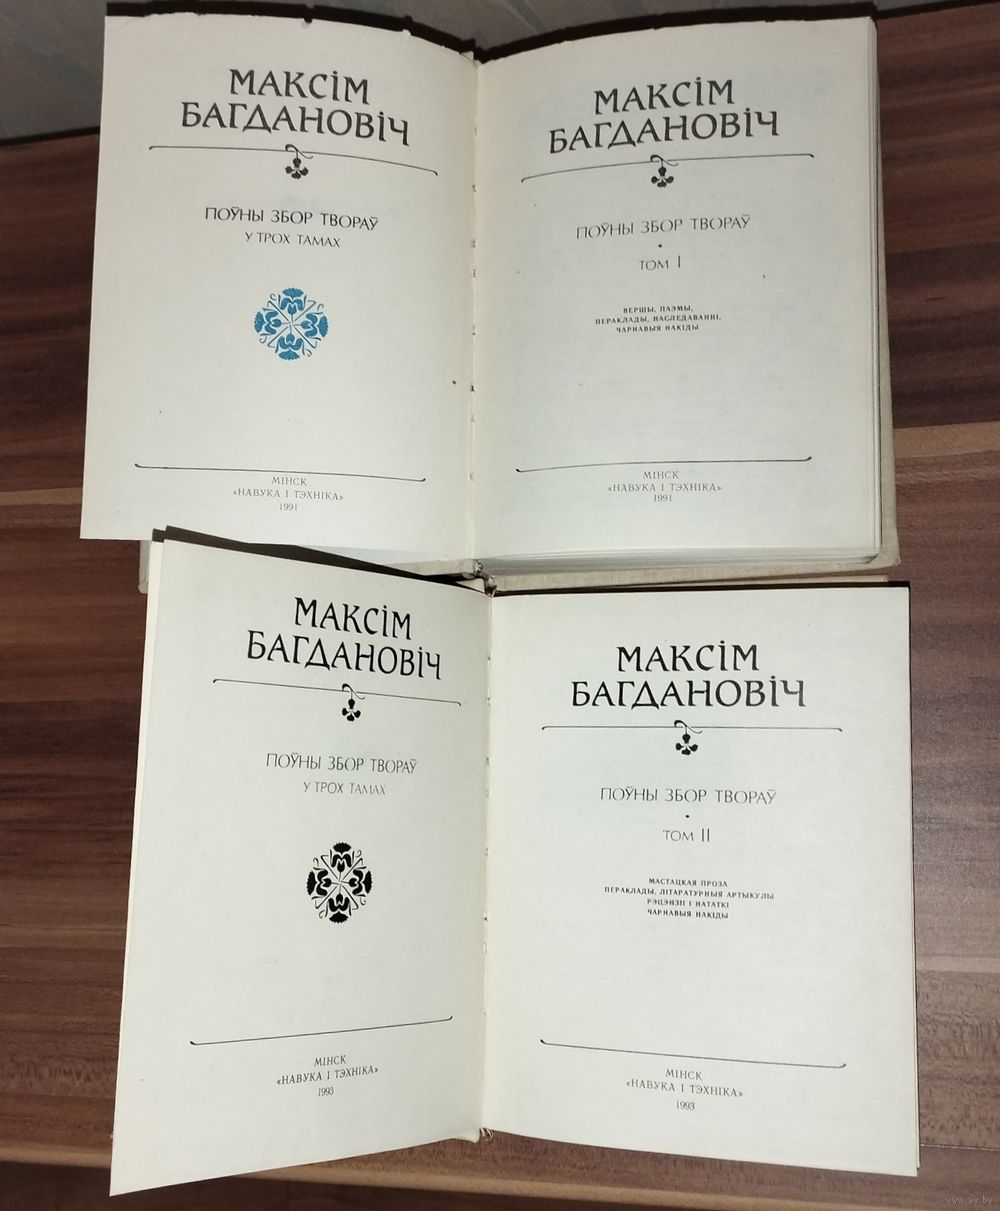 МАКСІМ
БАГДАНОВІЧ
ПОЎНЫ ЗБОР ТВОРАЎ
У ТРОХ ТАМАХ
МІНСК
«НАВУКА І ТЭХНІКА»
1991
МАКСІМ
БАГДАНОВІЧ
ПОЎНЫ ЗБОР ТВОРАЎ
ТОМ I
ВЕРШЫ, ПАЭМЫ,
ПЕРАКЛАДЫ, НАСЛЕДАВАННІ,
ЧАРНАВЫЯ НАКІДЫ
МІНСК
«НАВУКА І ТЭХНІКА»
1991
МАКСІМ
БАГДАНОВІЧ
ПОЎНЫ ЗБОР ТВОРАЎ
У ТРОХ ТАМАХ
МІНСК
«НАВУКА І ТЭХНІКА»
1993
МАКСІМ
БАГДАНОВІЧ
ПОЎНЫ ЗБОР ТВОРАЎ
ТОМ II
МАСТАЦКАЯ ПРОЗА
ПЕРАКЛАДЫ, ЛІТАРАТУРНЫЯ АРТЫКУЛЫ
РЭЦЭНЗІІ І НАТАТКІ
ЧАРНАВЫЯ НАКІДЫ
МІНСК
«НАВУКА І ТЭХНІКА»
1993
www.ay.by